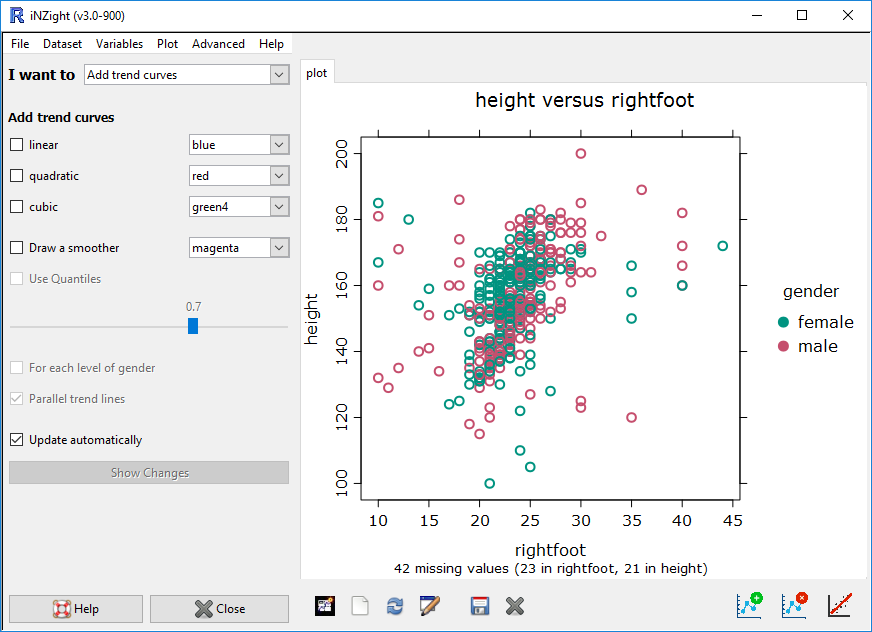 iNZight (v3.0-900)
File Dataset Variables Plot Advanced Help
I want to Add trend curves
Add trend curves
linear blue
quadratic red
cubic green4
Draw a smoother magenta
Use Quantiles
0.7
For each level of gender
Parallel trend lines
Update automatically
Show Changes
Help Close
plot
height versus rightfoot
200
180
160
140
120
100
height
10 15 20 25 30 35 40 45
rightfoot
42 missing values (23 in rightfoot, 21 in height)
gender
female
male